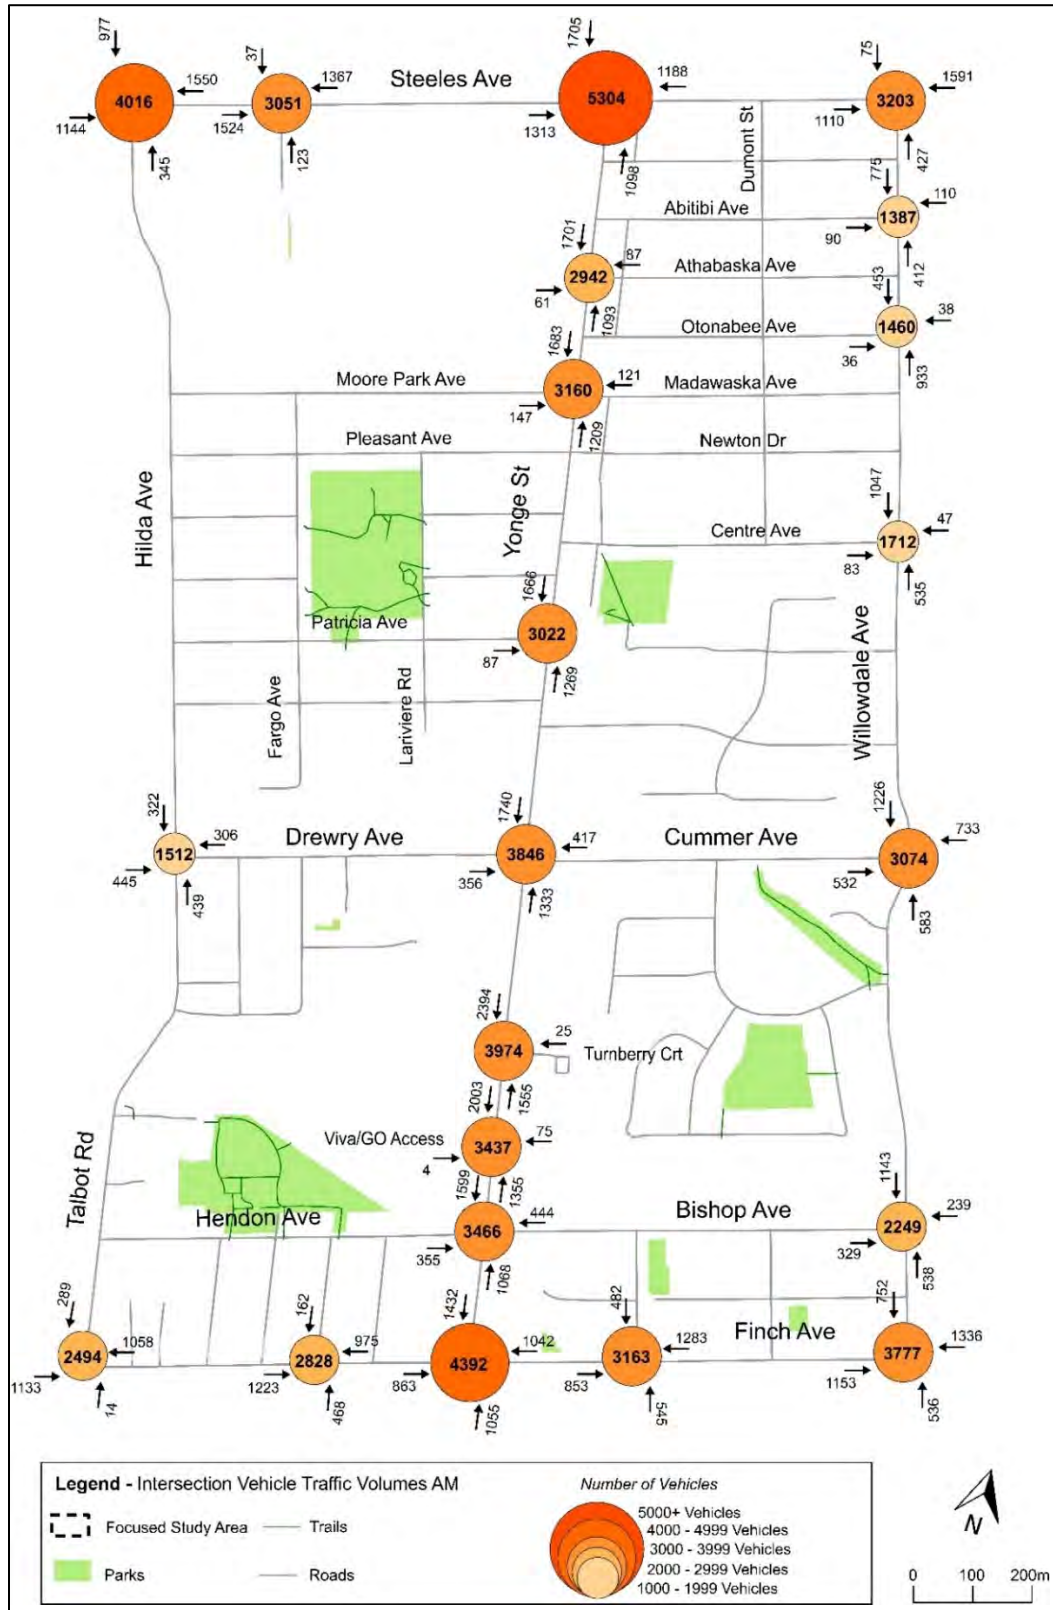 977
1550
4016
1144
345
37
1367
3051
1524
123
Steeles Ave
1705
1188
5304
1313
1098
75
1591
3203
1110
427
Dumont St
775
110
Abitibi Ave
1387
90
412
1701
87
2942
61
1093
Athabaska Ave
453
38
Otonabee Ave
1460
36
933
1683
Moore Park Ave
121
3160
147
1209
Madawaska Ave
Pleasant Ave
Newton Dr
Hilda Ave
Yonge St
1047
47
Centre Ave
1712
83
535
1666
Patricia Ave
3022
87
1269
Fargo Ave
Lariviere Rd
Willowdale Ave
322
306
1512
445
439
Drewry Ave
1740
417
3846
356
1333
Cummer Ave
1226
733
3074
532
583
2394
25
3974
1555
Turnberry Crt
2003
Viva/GO Access
75
3437
4
1355
1599
444
3466
355
1068
Talbot Rd
Hendon Ave
Bishop Ave
1143
239
2249
329
538
289
1058
2494
1133
14
162
975
2828
1223
468
1432
1042
4392
863
1055
482
1283
3163
853
545
Finch Ave
752
1336
3777
1153
536
Legend - Intersection Vehicle Traffic Volumes AM
Focused Study Area
Trails
Parks
Roads
Number of Vehicles
5000+ Vehicles
4000 - 4999 Vehicles
3000 - 3999 Vehicles
2000 - 2999 Vehicles
1000 - 1999 Vehicles
N
0 100 200m